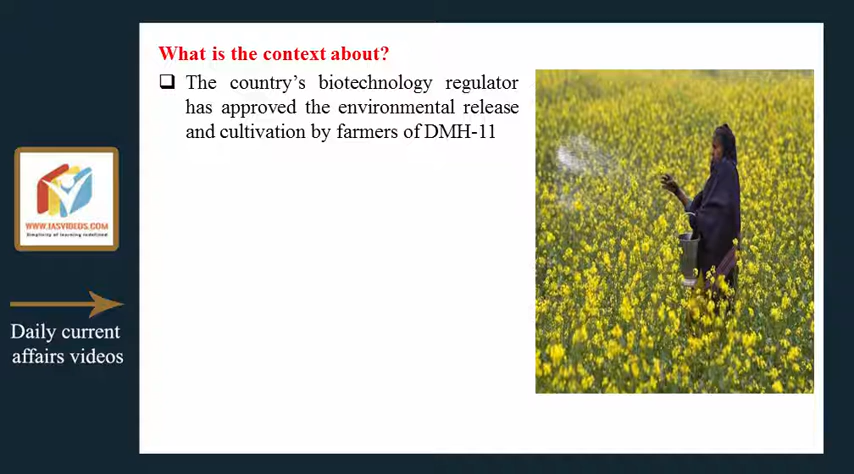 What is the context about?
The country's biotechnology regulator
has approved the environmental release
and cultivation by farmers of DMH-11
WWW.IASVIDEOS.COM
Simplicity of learning redefined
Daily current
affairs videos